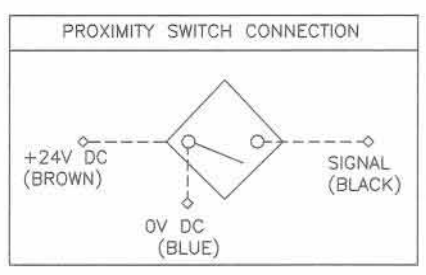 PROXIMITY SWITCH CONNECTION
+24V DC
(BROWN)
SIGNAL
(BLACK)
0V DC
(BLUE)